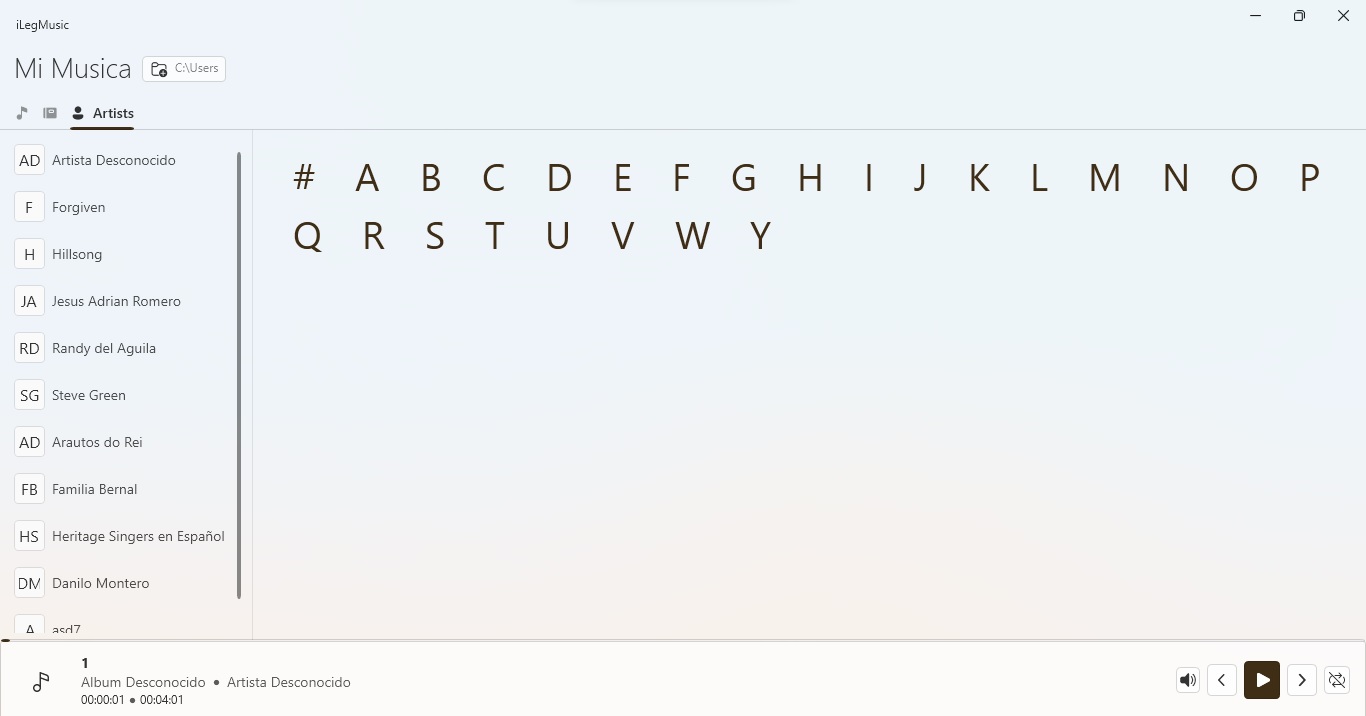 iLegMusic
Mi Musica C:\Users
Artists
AD Artista Desconocido
F Forgiven
H Hillsong
JA Jesus Adrian Romero
RD Randy del Aguila
SG Steve Green
AD Arautos do Rei
FB Familia Bernal
HS Heritage Singers en Español
DM Danilo Montero
A asd7
# A B C D E F G H I J K L M N O P
Q R S T U V W Y
1
Album Desconocido • Artista Desconocido
00:00:01 • 00:04:01